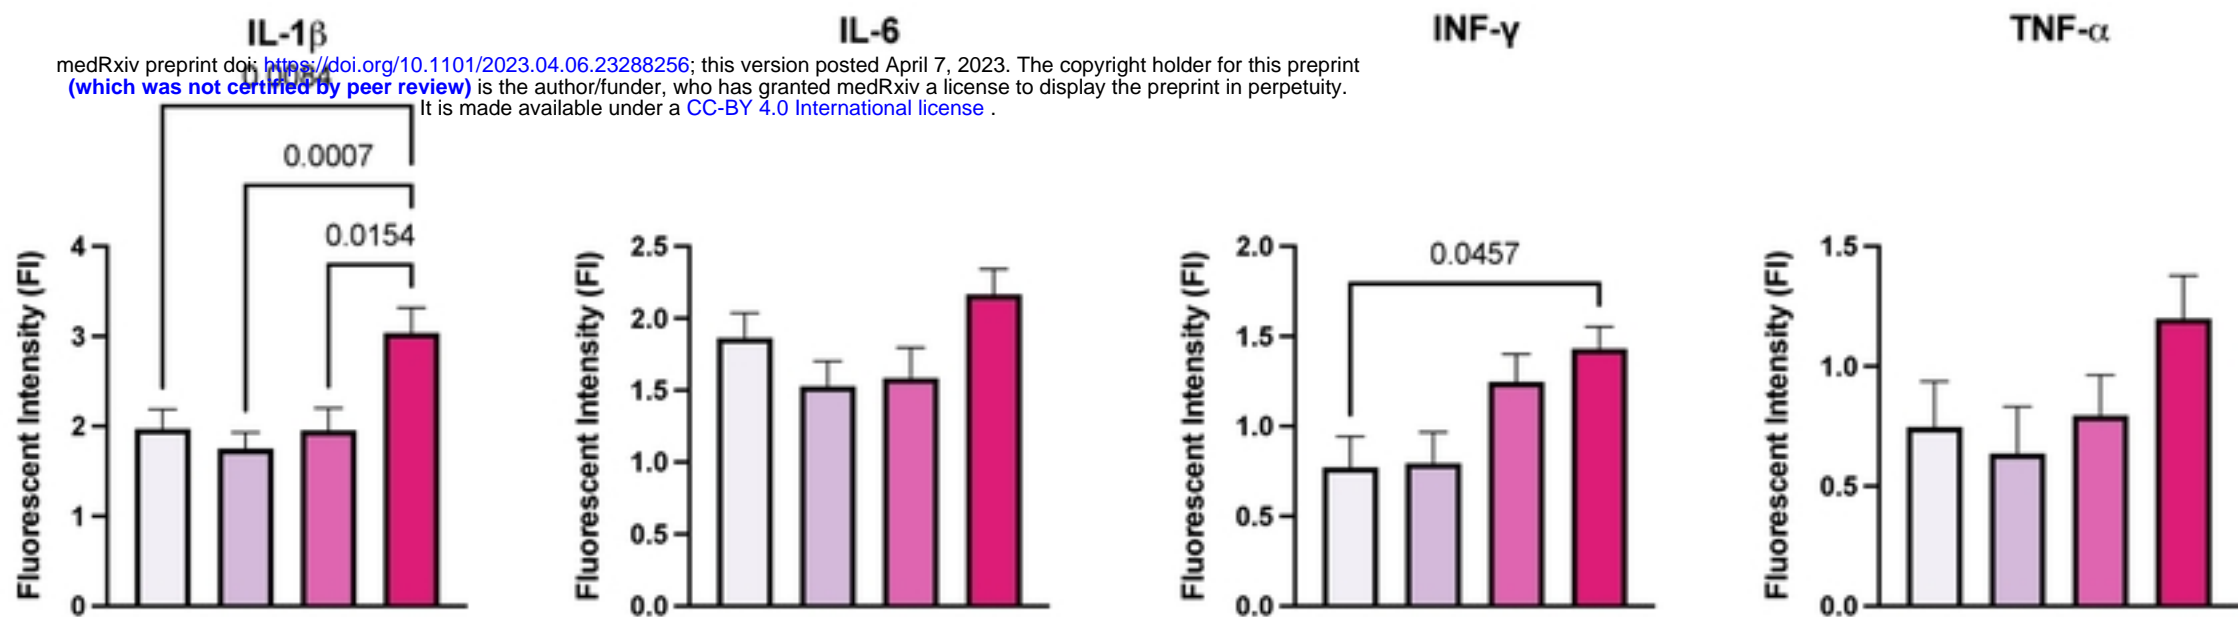 IL-1β
IL-6
INF-γ
TNF-α
medRxiv preprint doi: https://doi.org/10.1101/2023.04.06.23288256; this version posted April 7, 2023. The copyright holder for this preprint
(which was not certified by peer review) is the author/funder, who has granted medRxiv a license to display the preprint in perpetuity.
It is made available under a CC-BY 4.0 International license .
0.0084
0.0007
0.0154
Fluorescent Intensity (FI)
4
3
2
1
0
Fluorescent Intensity (FI)
2.5
2.0
1.5
1.0
0.5
0.0
0.0457
Fluorescent Intensity (FI)
2.0
1.5
1.0
0.5
0.0
Fluorescent Intensity (FI)
1.5
1.0
0.5
0.0